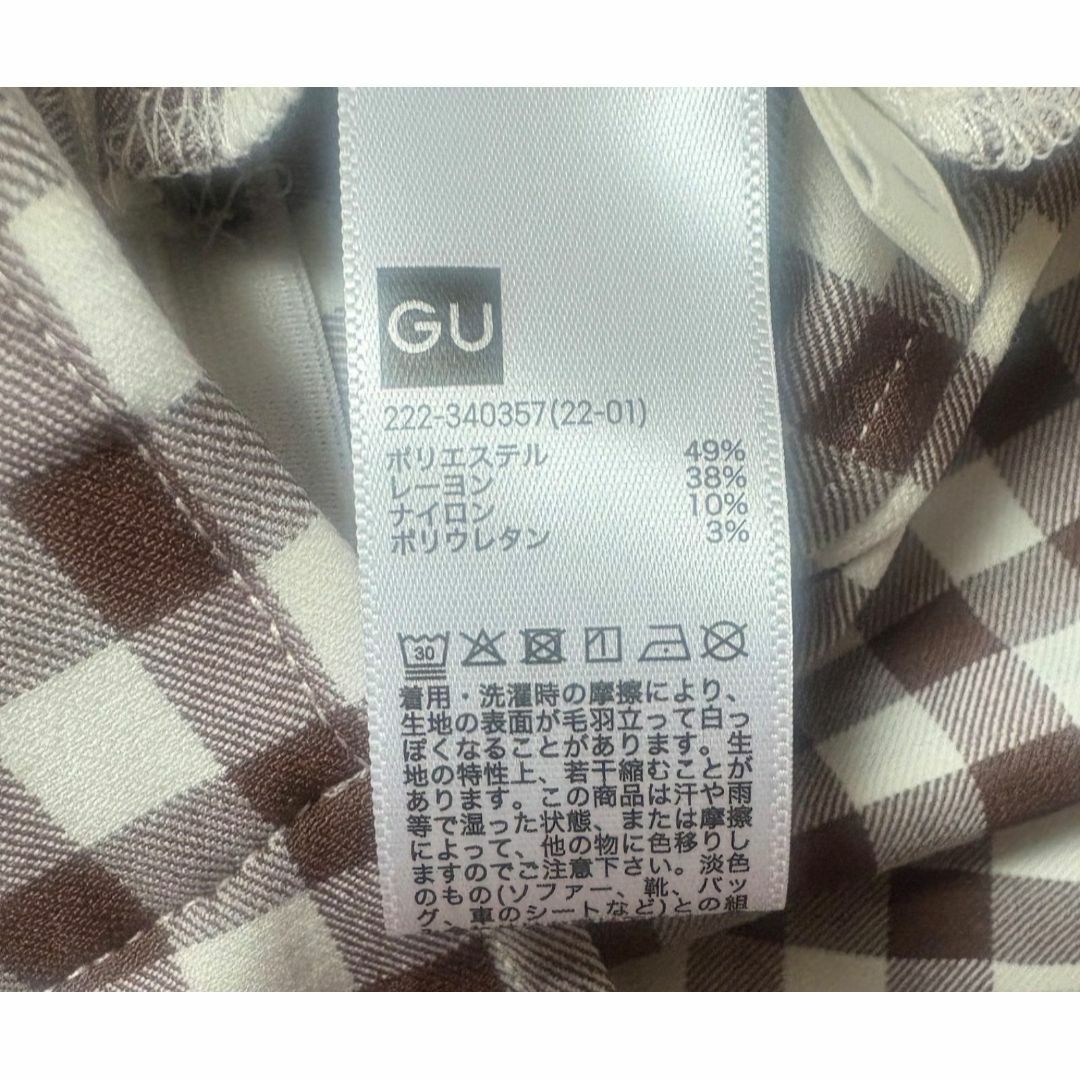 GU
222-340357(22-01)
ポリエステル 49%
レーヨン 38%
ナイロン 10%
ポリウレタン 3%
30
着用・洗濯時の摩擦により、
生地の表面が毛羽立って白っ
ぽくなることがあります。生
地の特性上、若干縮むことが
あります。この商品は汗や雨
等で湿った状態、または摩擦
によって、他の物に色移りし
ますのでご注意下さい。淡色
のもの(ソファー、靴、バッ
グ、車のシートなど)との組